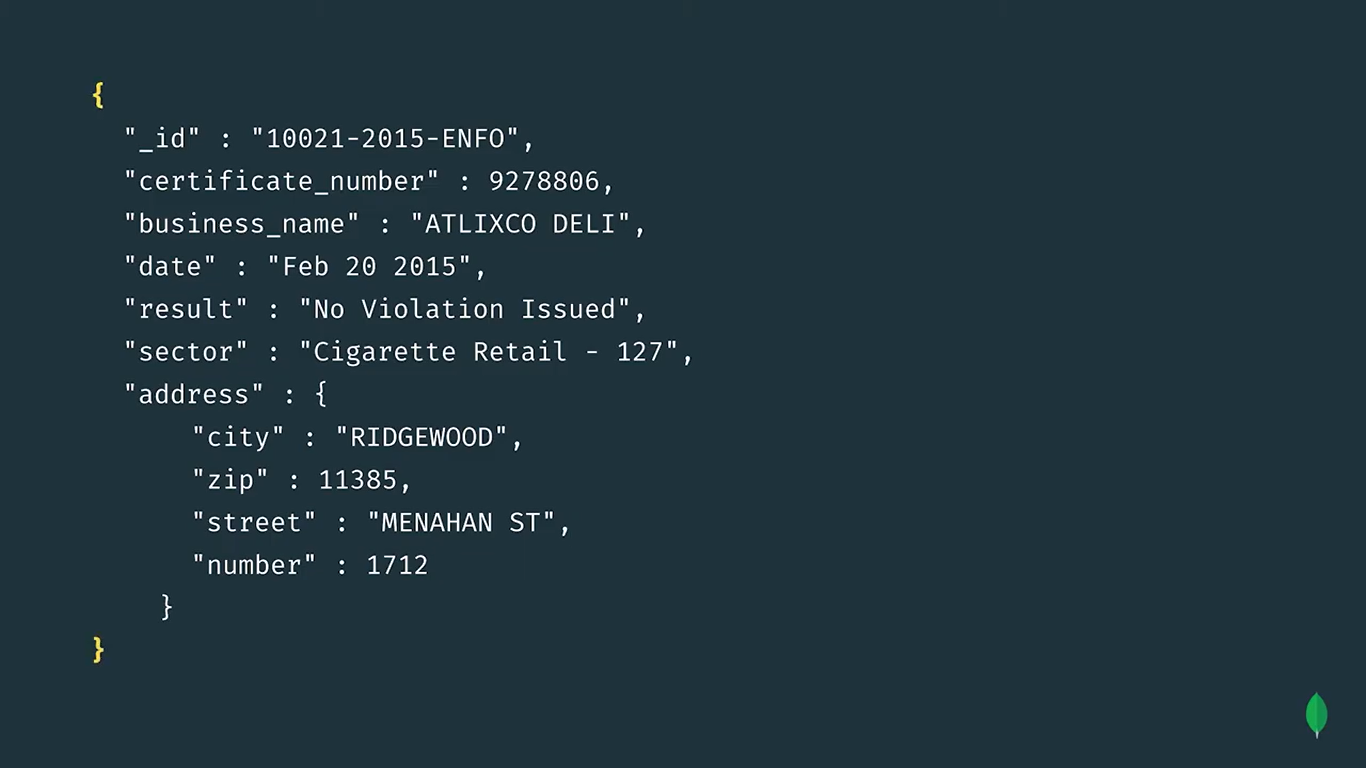 {
"_id" : "10021-2015-ENFO",
"certificate_number" : 9278806,
"business_name" : "ATLIXCO DELI",
"date" : "Feb 20 2015",
"result" : "No Violation Issued",
"sector" : "Cigarette Retail - 127",
"address" : {
"city" : "RIDGEWOOD",
"zip" : 11385,
"street" : "MENAHAN ST",
"number" : 1712
}
}